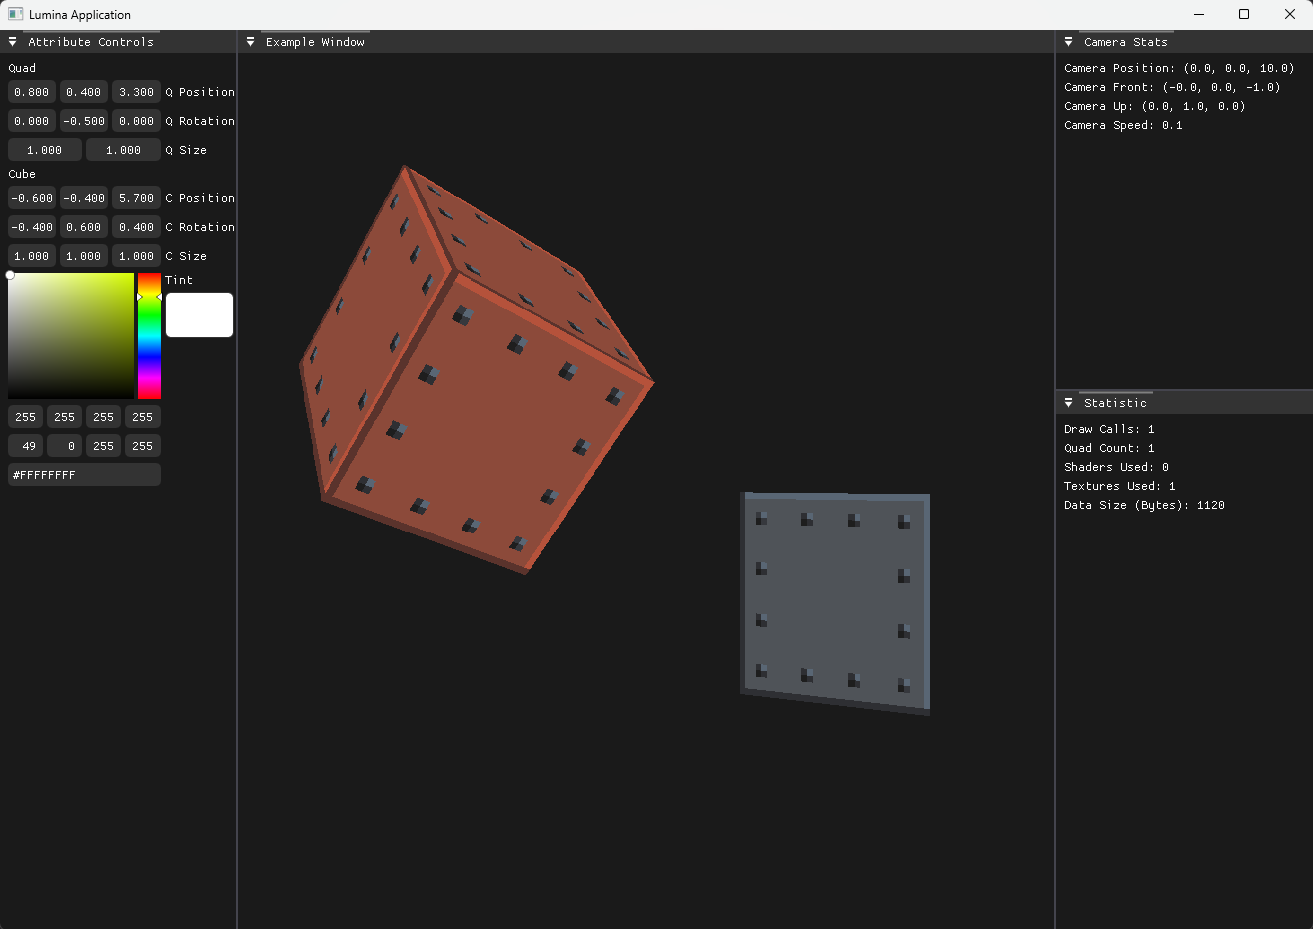 Lumina Application
Attribute Controls
Quad
0.800 0.400 3.300 Q Position
0.000 -0.500 0.000 Q Rotation
1.000 1.000 Q Size
Cube
-0.600 -0.400 5.700 C Position
-0.400 0.600 0.400 C Rotation
1.000 1.000 1.000 C Size
Tint
255 255 255 255
49 0 255 255
#FFFFFFFF
Example Window
Camera Stats
Camera Position: (0.0, 0.0, 10.0)
Camera Front: (-0.0, 0.0, -1.0)
Camera Up: (0.0, 1.0, 0.0)
Camera Speed: 0.1
Statistic
Draw Calls: 1
Quad Count: 1
Shaders Used: 0
Textures Used: 1
Data Size (Bytes): 1120